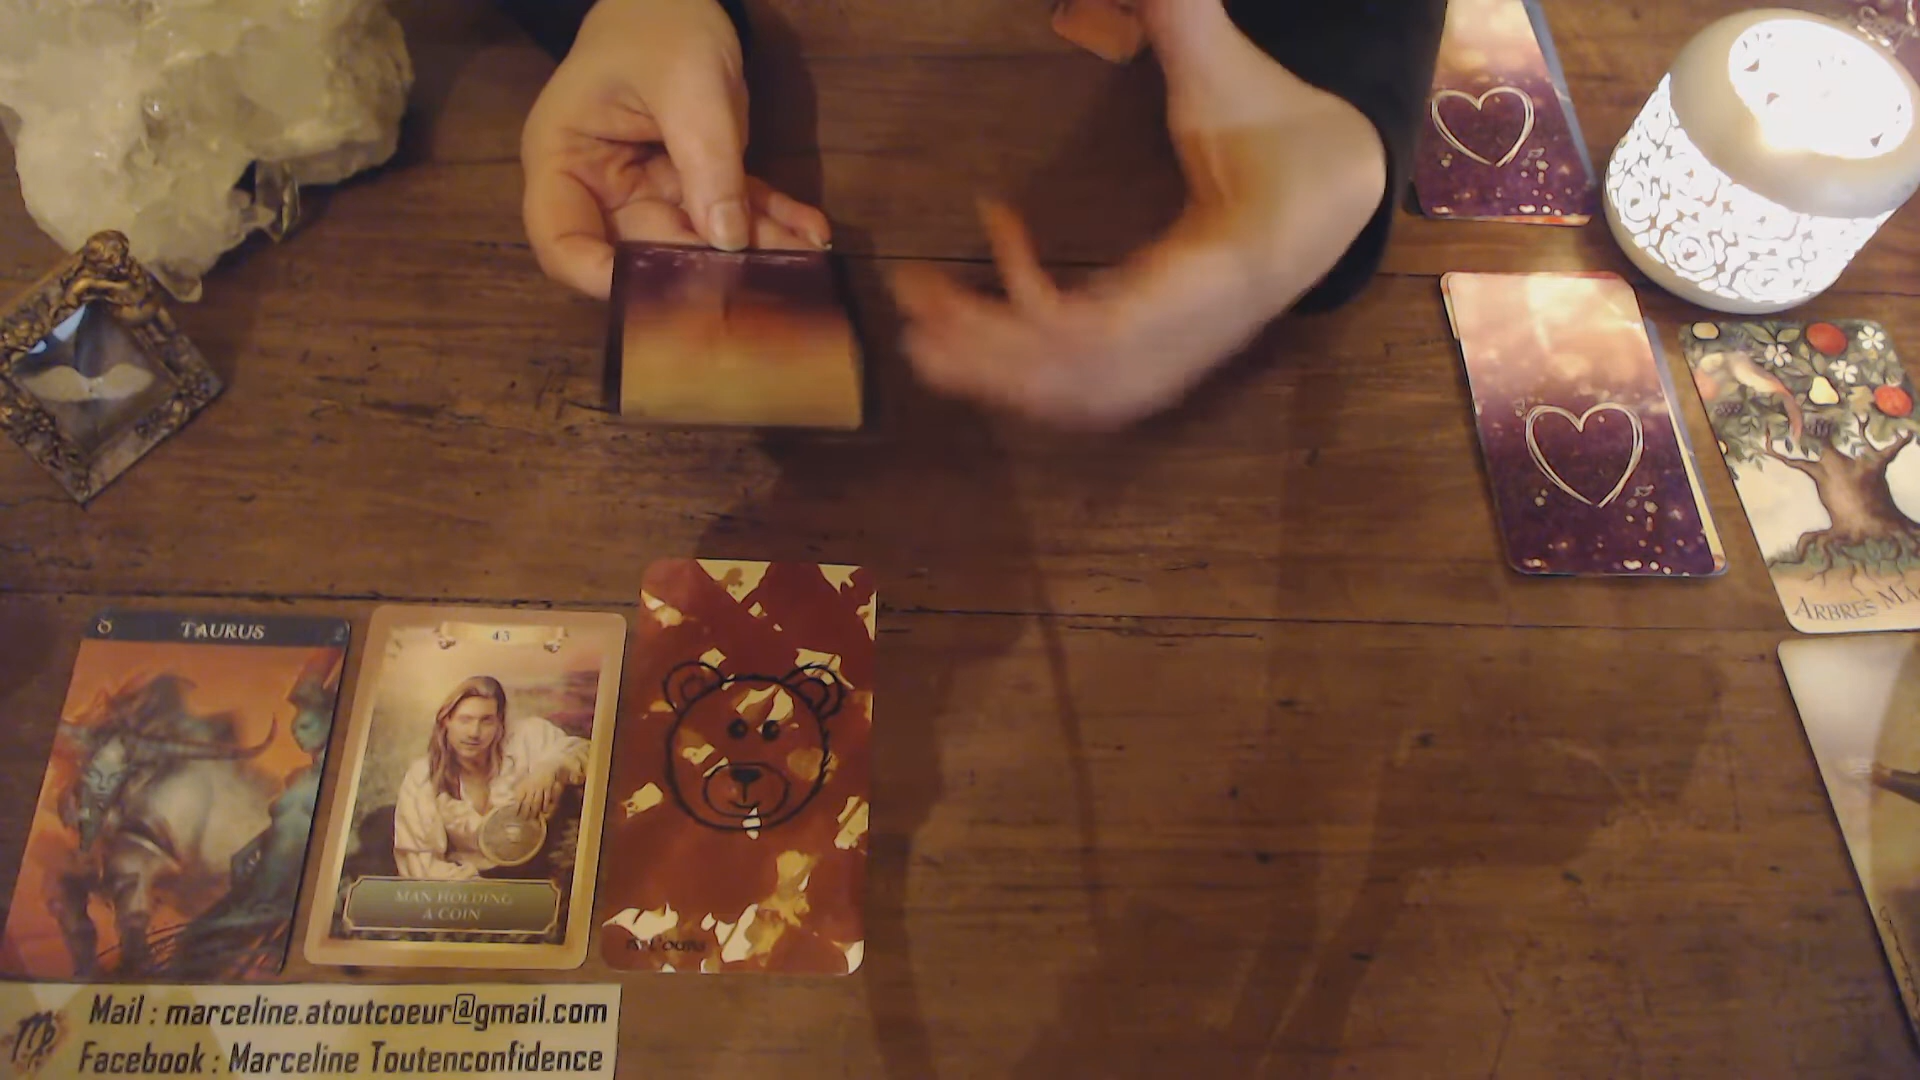 TAURUS
43
MAN HOLDING
A COIN
ARBRES MA
Mail : marceline.atoutcoeur@gmail.com
Facebook : Marceline Toutenconfidence